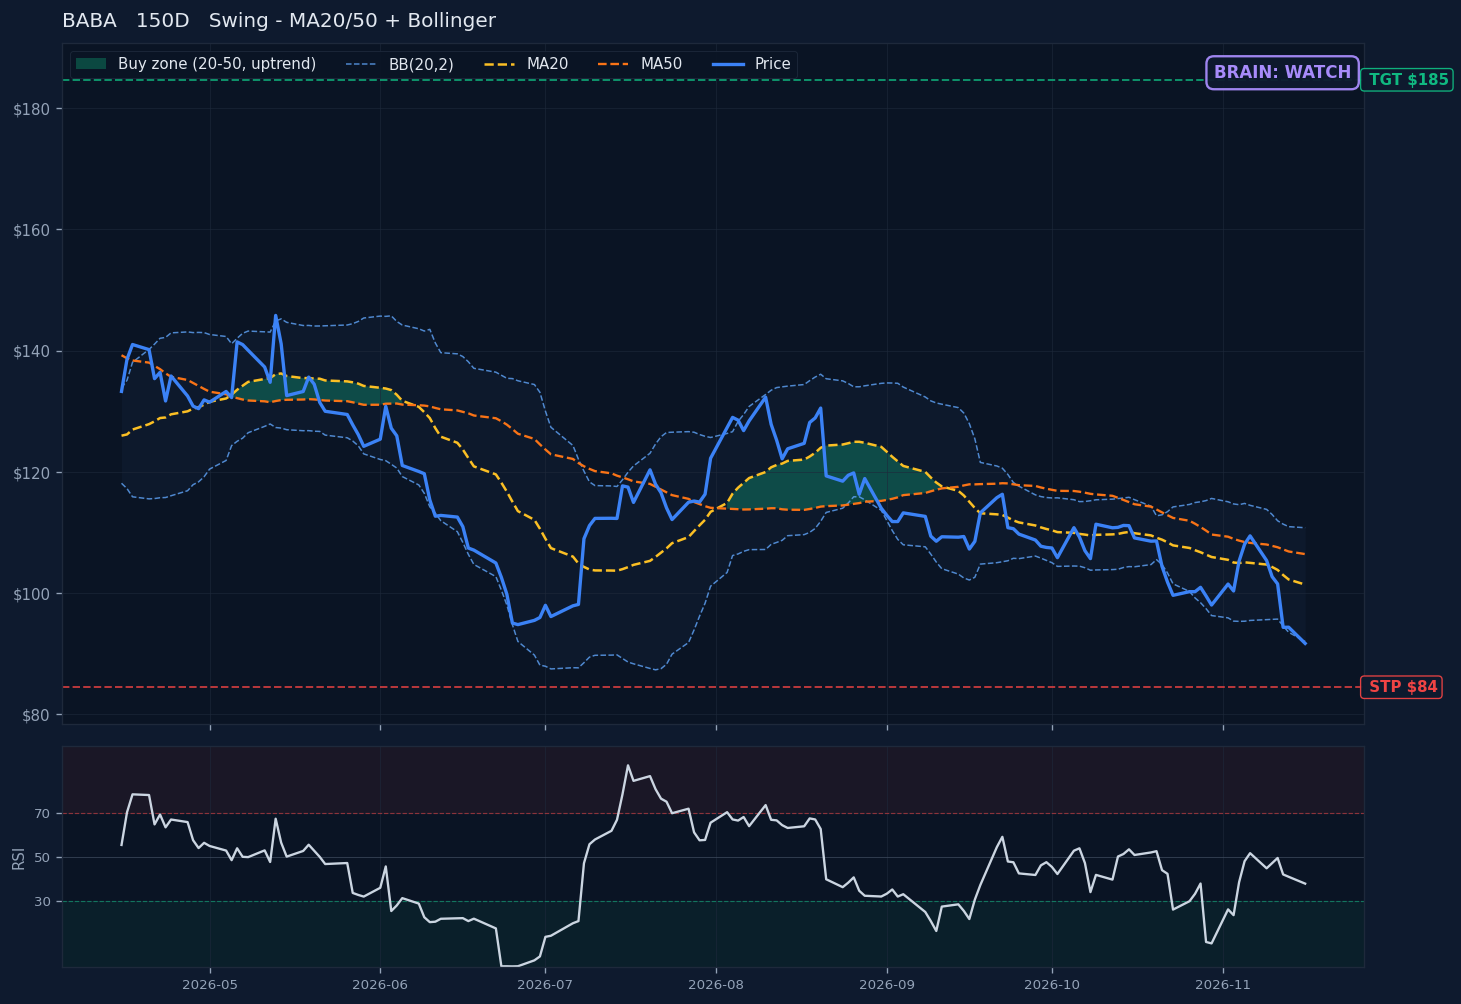 BABA   150D   Swing - MA20/50 + Bollinger
Buy zone (20-50, uptrend)   BB(20,2)   MA20   MA50   Price
BRAIN: WATCH
TGT $185
$180
$160
$140
$120
$100
$80
STP $84
RSI
70
50
30
2026-05   2026-06   2026-07   2026-08   2026-09   2026-10   2026-11